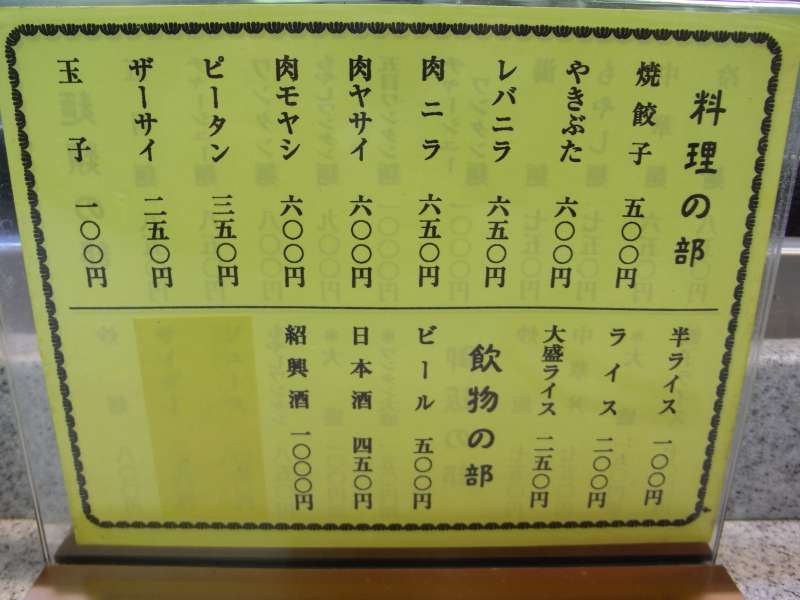 料理の部
焼餃子 五〇〇円
やきぶた 六〇〇円
レバニラ 六五〇円
肉ニラ 六五〇円
肉ヤサイ 六〇〇円
肉モヤシ 六〇〇円
ピータン 三五〇円
ザーサイ 二五〇円
玉子 一〇〇円
半ライス 一〇〇円
ライス 二〇〇円
大盛ライス 二五〇円
飲物の部
ビール 五〇〇円
日本酒 四五〇円
紹興酒 一〇〇〇円